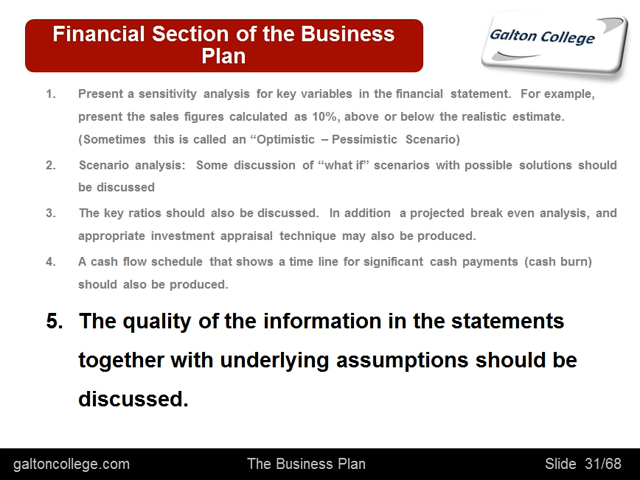 Financial Section of the Business
Plan
Galton College
1. Present a sensitivity analysis for key variables in the financial statement. For example,
present the sales figures calculated as 10%, above or below the realistic estimate.
(Sometimes this is called an “Optimistic – Pessimistic Scenario)
2. Scenario analysis: Some discussion of “what if” scenarios with possible solutions should
be discussed
3. The key ratios should also be discussed. In addition a projected break even analysis, and
appropriate investment appraisal technique may also be produced.
4. A cash flow schedule that shows a time line for significant cash payments (cash burn)
should also be produced.
5. The quality of the information in the statements
together with underlying assumptions should be
discussed.
galtoncollege.com The Business Plan Slide 31/68